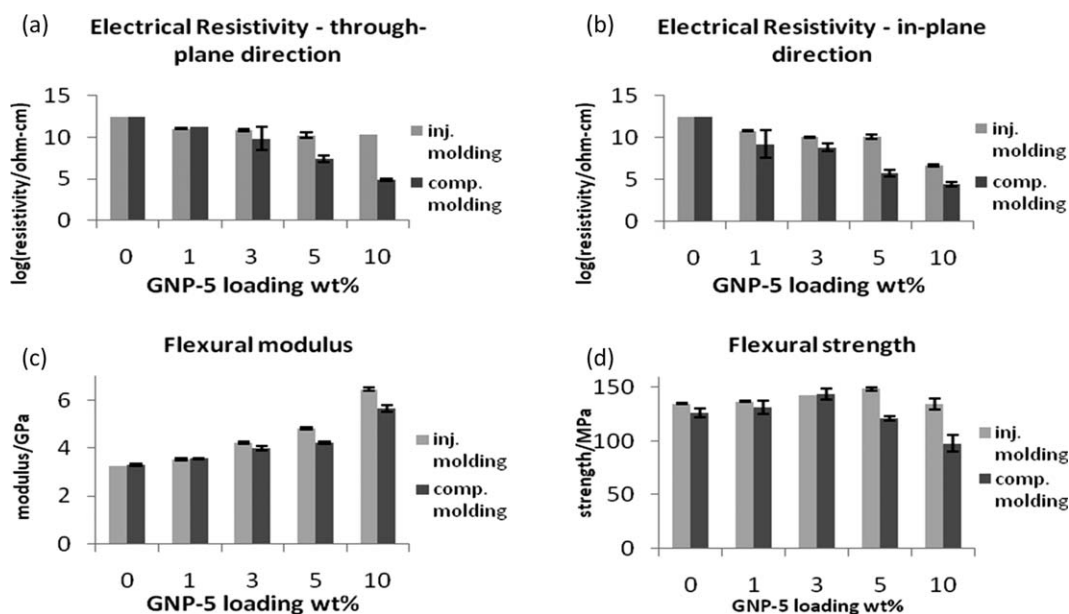 (a)
Electrical Resistivity - through-
plane direction
log(resistivity/ohm-cm)
15
10
5
0
0 1 3 5 10
GNP-5 loading wt%
inj.
molding
comp.
molding
(b)
Electrical Resistivity - in-plane
direction
log(resistivity/ohm-cm)
15
10
5
0
0 1 3 5 10
GNP-5 loading wt%
inj.
molding
comp.
molding
(c)
Flexural modulus
modulus/GPa
6
4
2
0
0 1 3 5 10
GNP-5 loading wt%
inj.
molding
comp.
molding
(d)
Flexural strength
strength/MPa
150
100
50
0
0 1 3 5 10
GNP-5 loading wt%
inj.
molding
comp.
molding